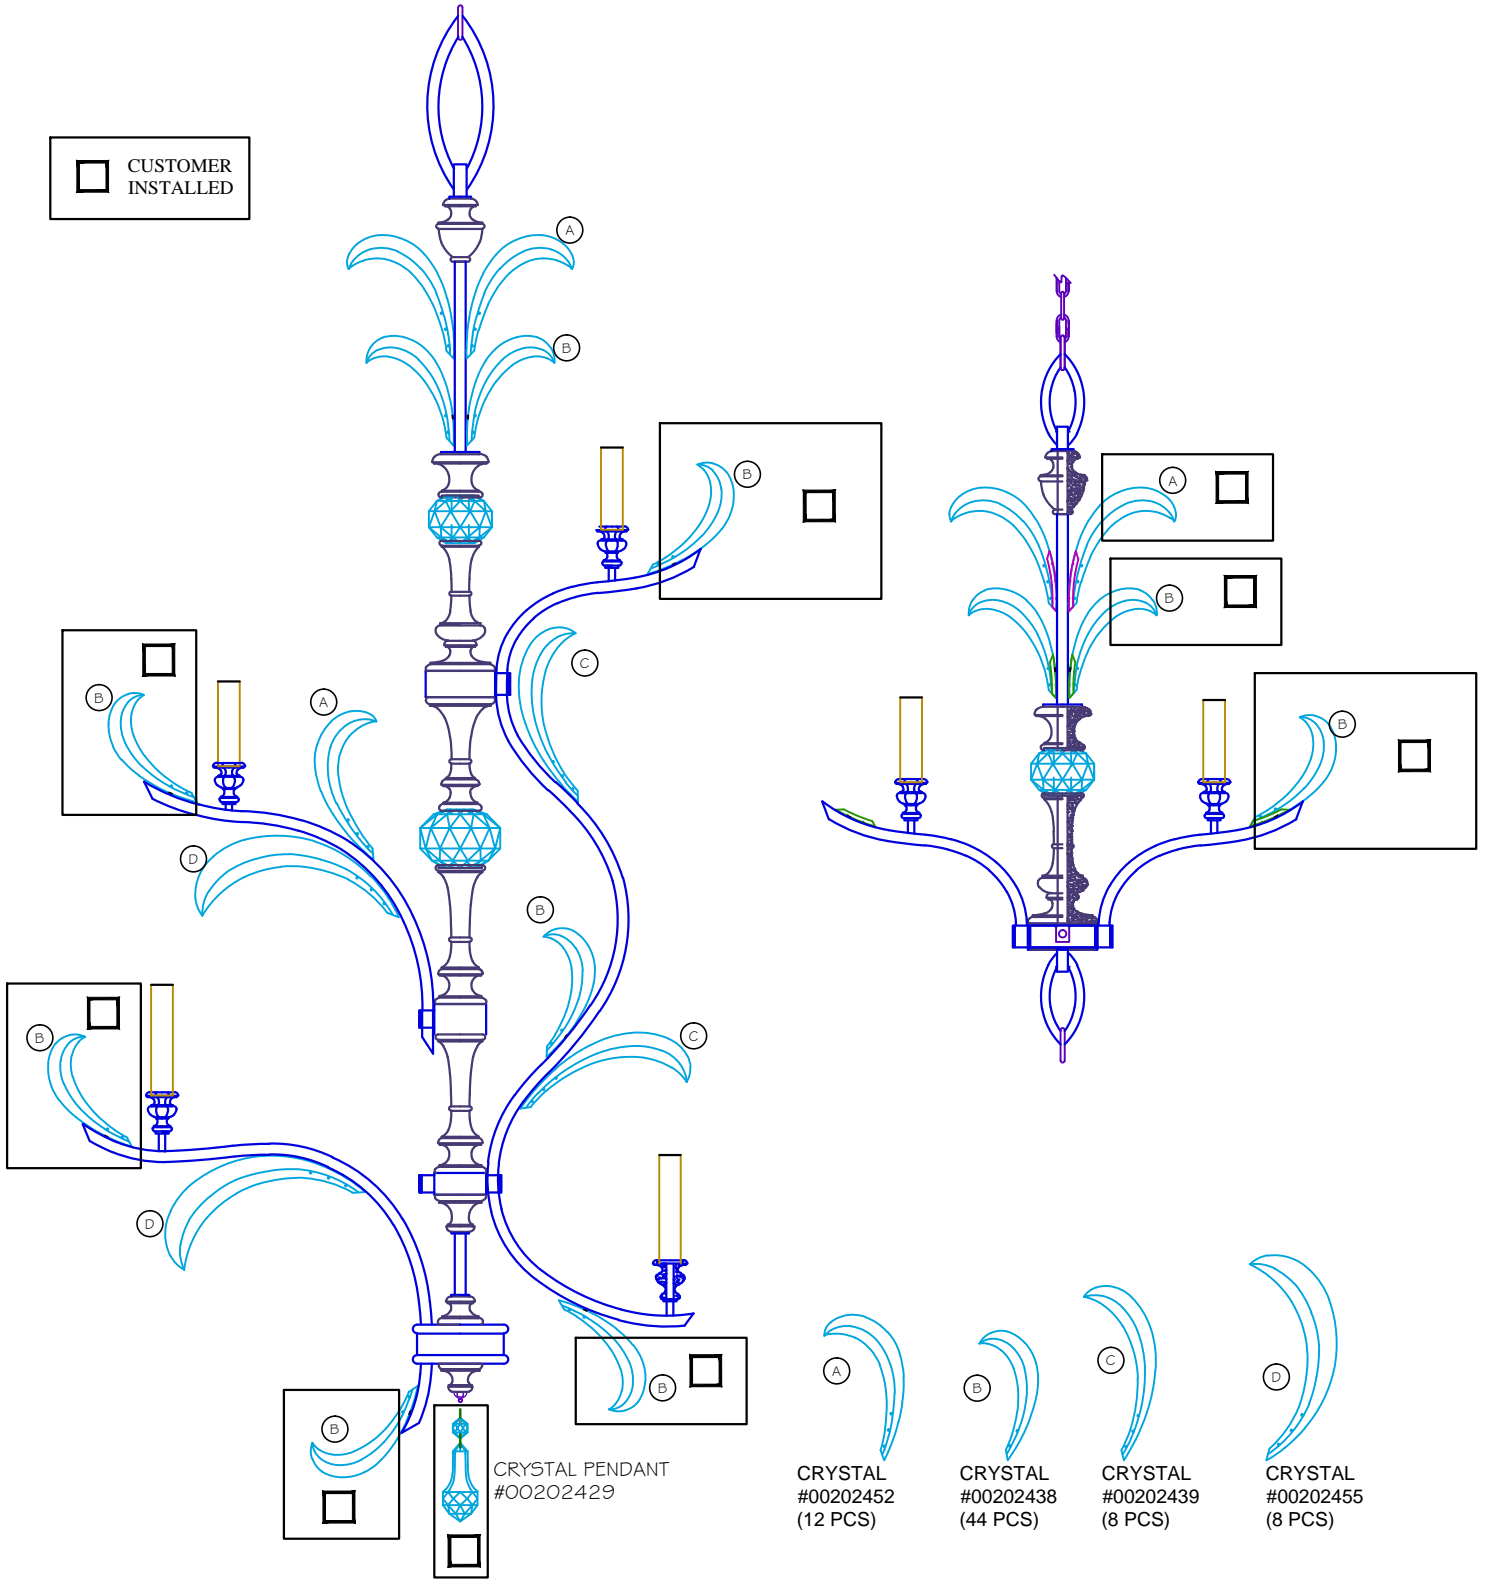 CUSTOMER
INSTALLED
A
B
B
A
B
C
B
B
A
B
D
B
B
C
D
B
B
CRYSTAL PENDANT
#00202429
A
B
C
D
CRYSTAL
#00202452
(12 PCS)
CRYSTAL
#00202438
(44 PCS)
CRYSTAL
#00202439
(8 PCS)
CRYSTAL
#00202455
(8 PCS)